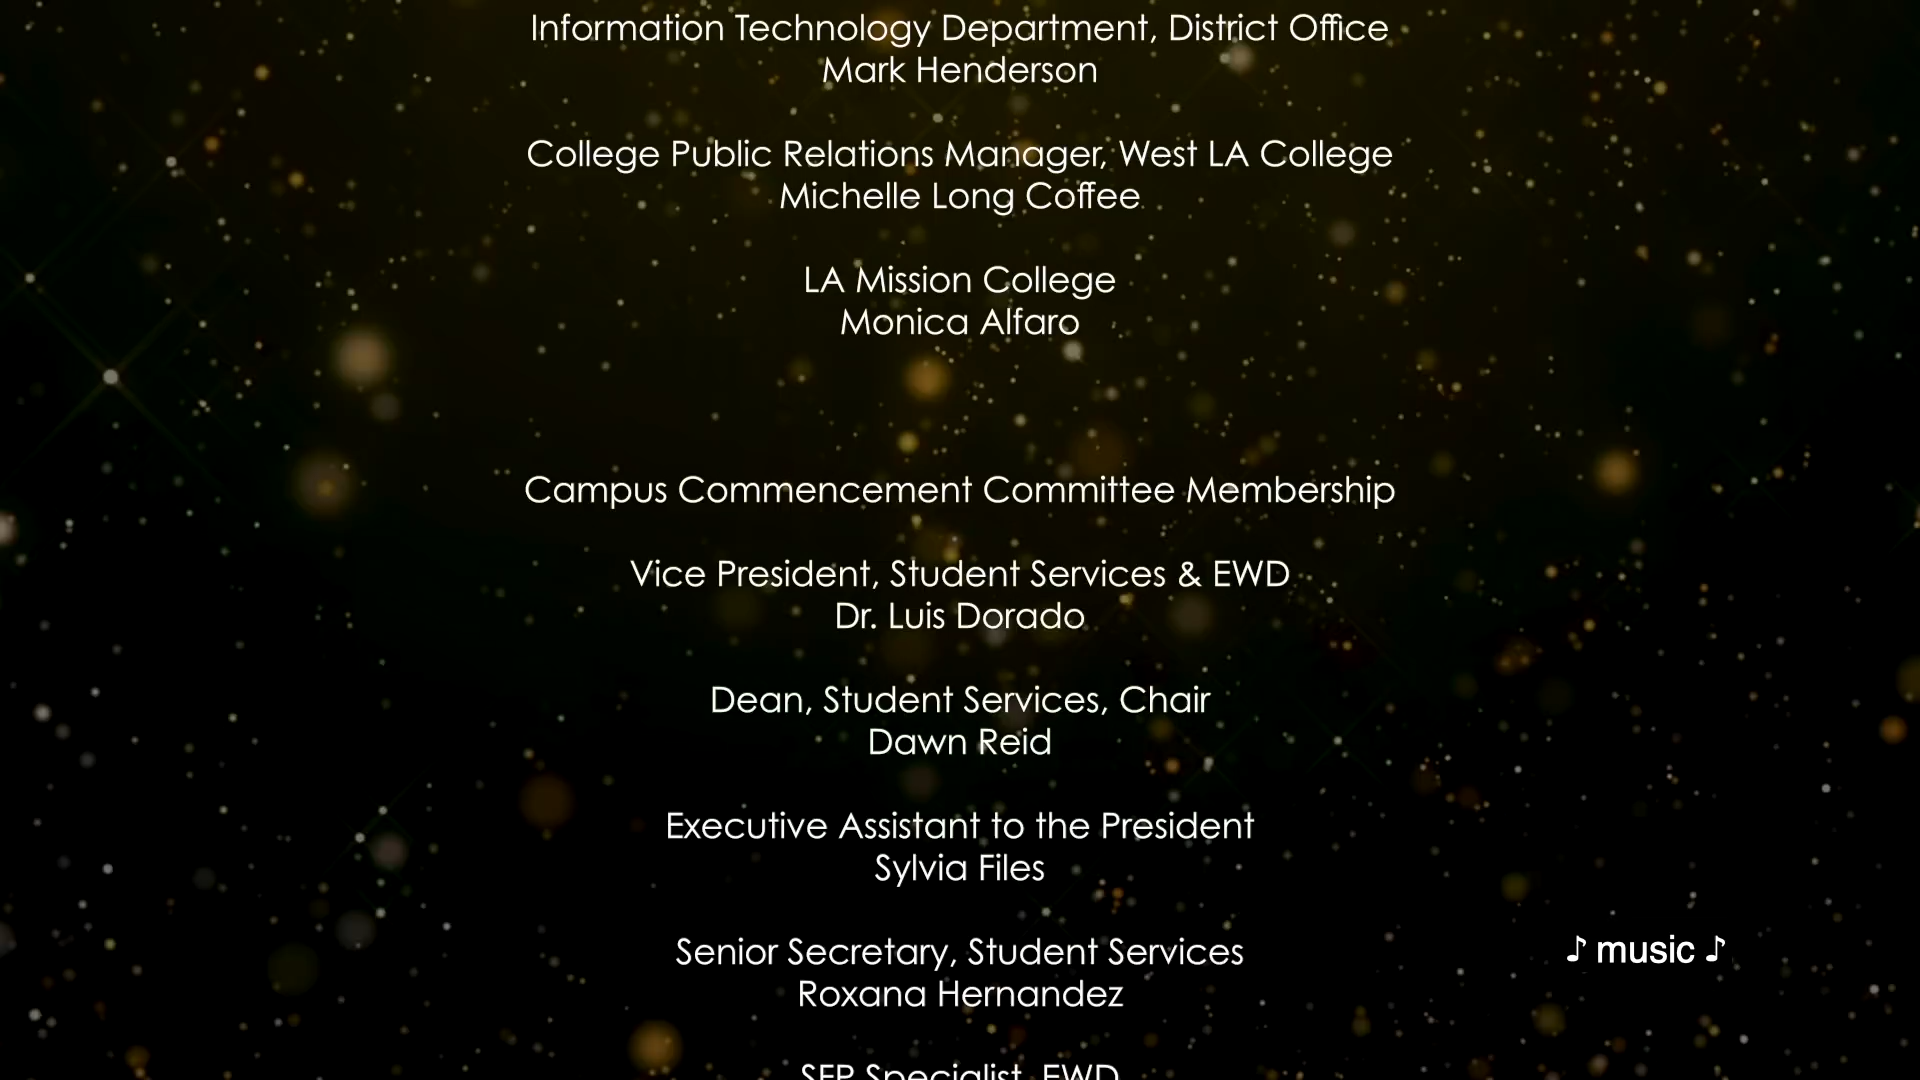 Information Technology Department, District Office
Mark Henderson
College Public Relations Manager, West LA College
Michelle Long Coffee
LA Mission College
Monica Alfaro
Campus Commencement Committee Membership
Vice President, Student Services & EWD
Dr. Luis Dorado
Dean, Student Services, Chair
Dawn Reid
Executive Assistant to the President
Sylvia Files
Senior Secretary, Student Services
Roxana Hernandez
♪ music ♪
Specialist, EWD